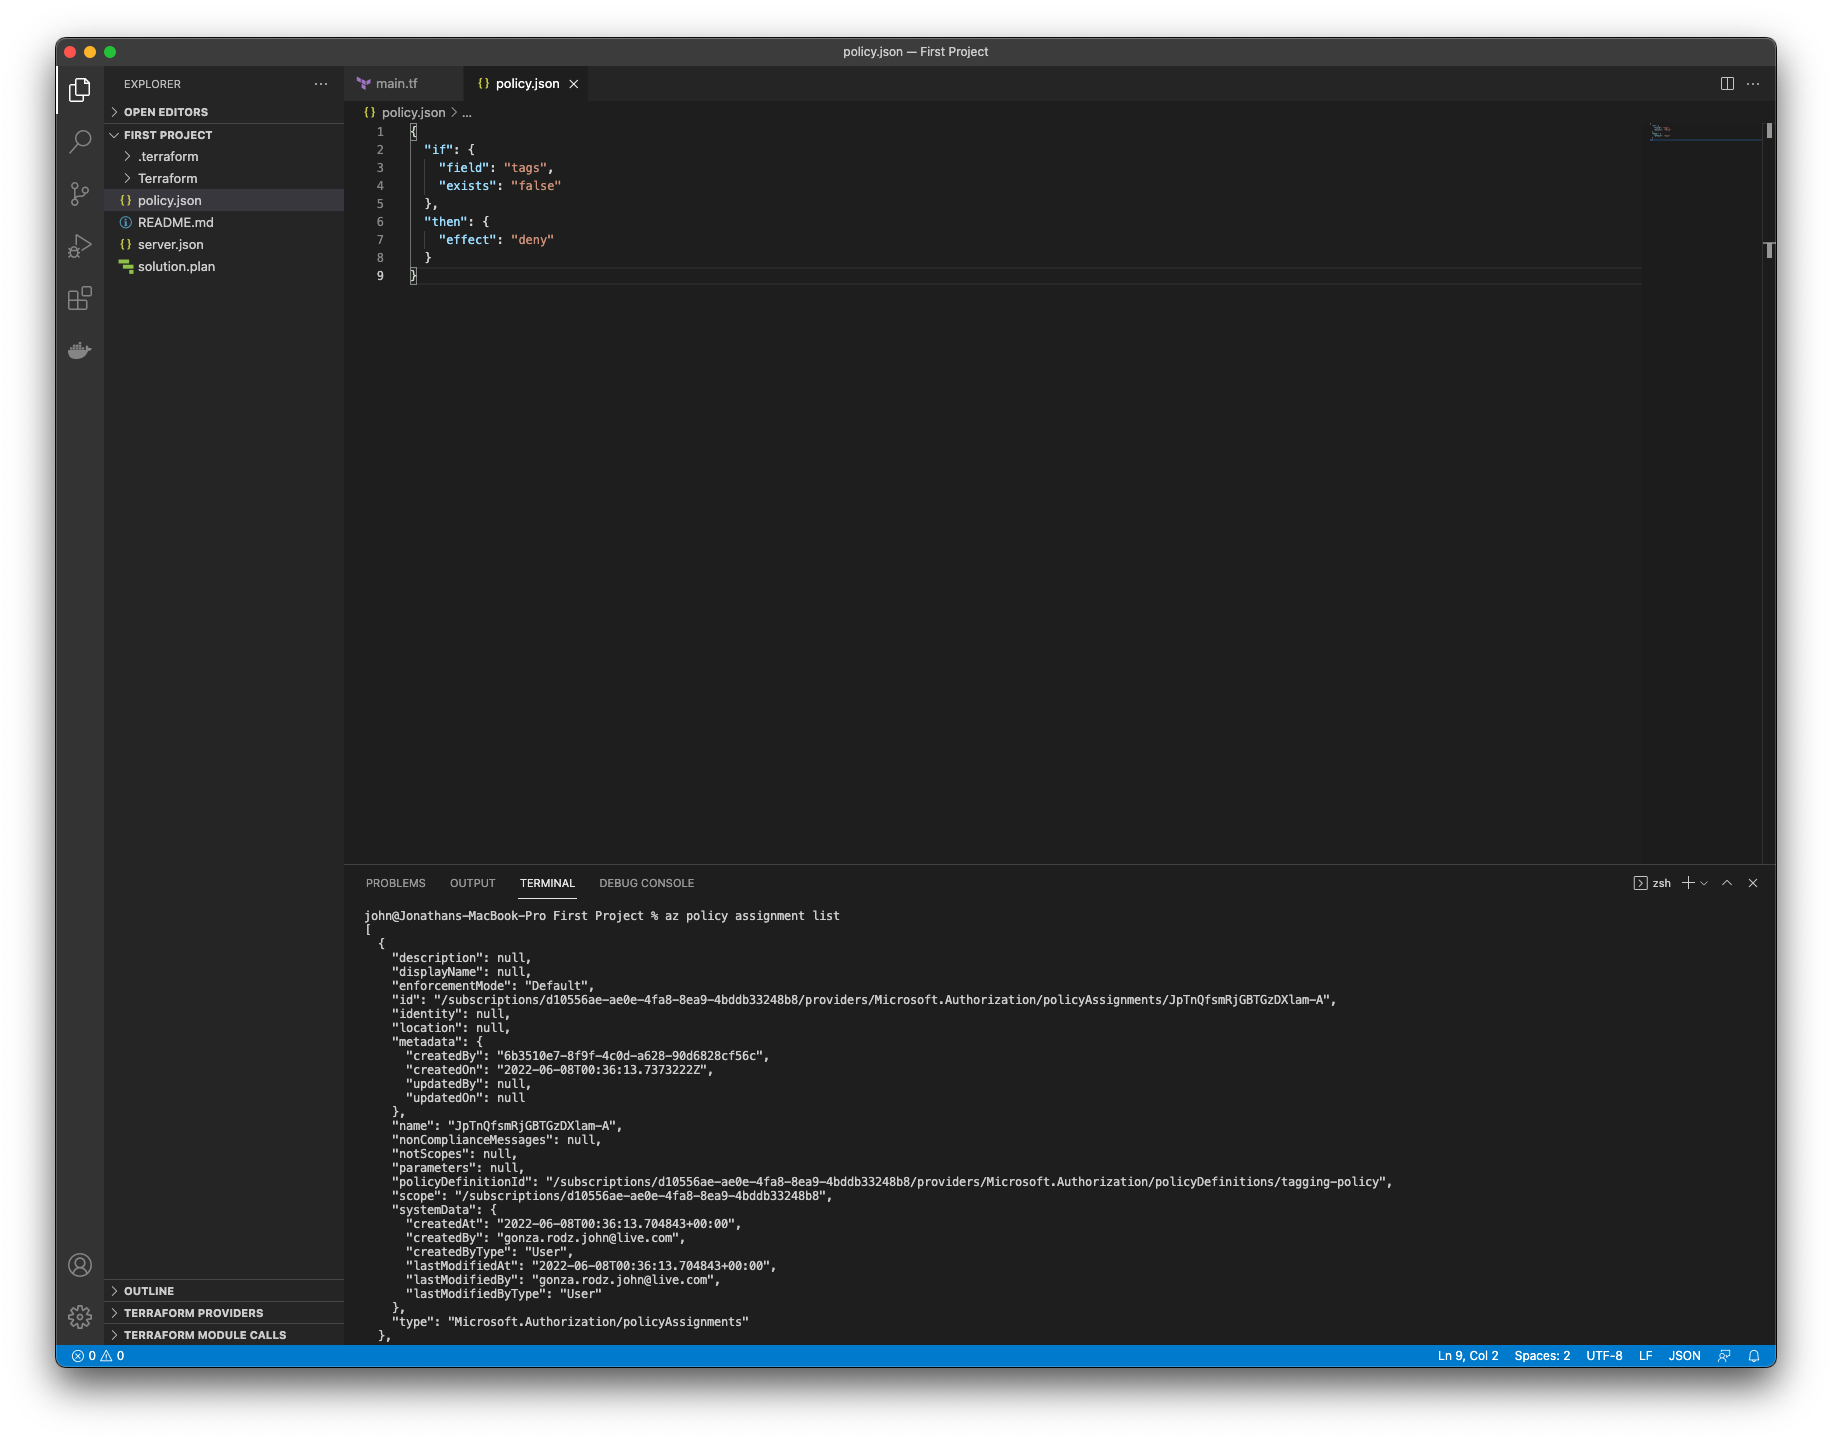 policy.json — First Project
EXPLORER
OPEN EDITORS
FIRST PROJECT
.terraform
Terraform
policy.json
README.md
server.json
solution.plan
OUTLINE
TERRAFORM PROVIDERS
TERRAFORM MODULE CALLS
main.tf
{} policy.json
{} policy.json > ...
1 {
2 "if": {
3 "field": "tags",
4 "exists": "false"
5 },
6 "then": {
7 "effect": "deny"
8 }
9 }
PROBLEMS OUTPUT TERMINAL DEBUG CONSOLE
zsh
john@Jonathans-MacBook-Pro First Project % az policy assignment list
[
{
"description": null,
"displayName": null,
"enforcementMode": "Default",
"id": "/subscriptions/d10556ae-ae0e-4fa8-8ea9-4bddb33248b8/providers/Microsoft.Authorization/policyAssignments/JpTnQfsmRjGBTGzDXlam-A",
"identity": null,
"location": null,
"metadata": {
"createdBy": "6b3510e7-8f9f-4c0d-a628-90d6828cf56c",
"createdOn": "2022-06-08T00:36:13.7373222Z",
"updatedBy": null,
"updatedOn": null
},
"name": "JpTnQfsmRjGBTGzDXlam-A",
"nonComplianceMessages": null,
"notScopes": null,
"parameters": null,
"policyDefinitionId": "/subscriptions/d10556ae-ae0e-4fa8-8ea9-4bddb33248b8/providers/Microsoft.Authorization/policyDefinitions/tagging-policy",
"scope": "/subscriptions/d10556ae-ae0e-4fa8-8ea9-4bddb33248b8",
"systemData": {
"createdAt": "2022-06-08T00:36:13.704843+00:00",
"createdBy": "gonza.rodz.john@live.com",
"createdByType": "User",
"lastModifiedAt": "2022-06-08T00:36:13.704843+00:00",
"lastModifiedBy": "gonza.rodz.john@live.com",
"lastModifiedByType": "User"
},
"type": "Microsoft.Authorization/policyAssignments"
},
0 0
Ln 9, Col 2 Spaces: 2 UTF-8 LF JSON